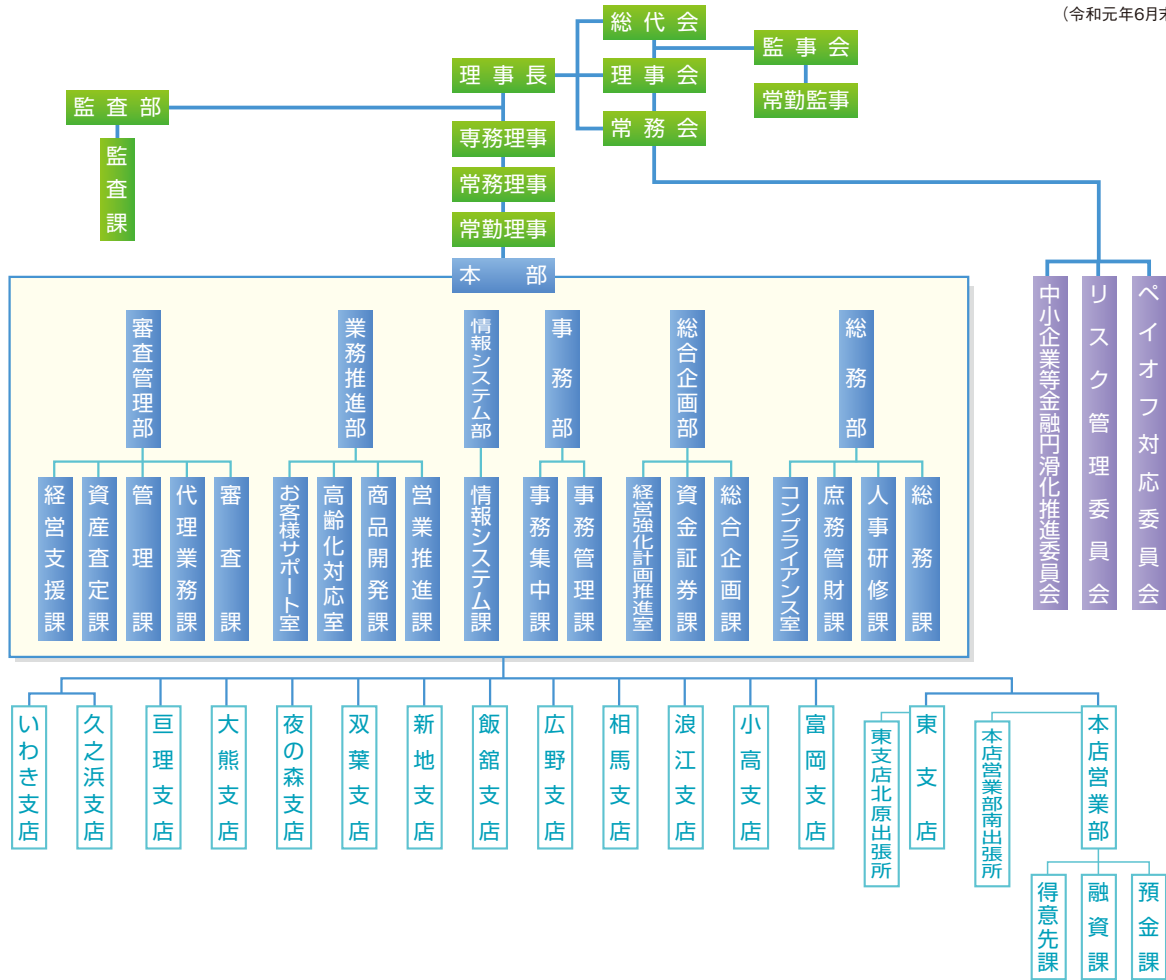 (令和元年6月末
総代会
監事会
理事長
理事会
常勤監事
監査部
常務会
専務理事
監査課
常務理事
常勤理事
本部
中小企業等金融円滑化推進委員会
リスク管理委員会
ペイオフ対応委員会
審査管理部
業務推進部
情報システム部
事務部
総合企画部
総務部
経営支援課
資産査定課
管理課
代理業務課
審査課
お客様サポート室
高齢化対応室
商品開発課
営業推進課
情報システム課
事務集中課
事務管理課
経営強化計画推進室
資金証券課
総合企画課
コンプライアンス室
庶務管財課
人事研修課
総務課
いわき支店
久之浜支店
亘理支店
大熊支店
夜の森支店
双葉支店
新地支店
飯舘支店
広野支店
相馬支店
浪江支店
小高支店
富岡支店
東支店北原出張所
東支店
本店営業部南出張所
本店営業部
得意先課
融資課
預金課